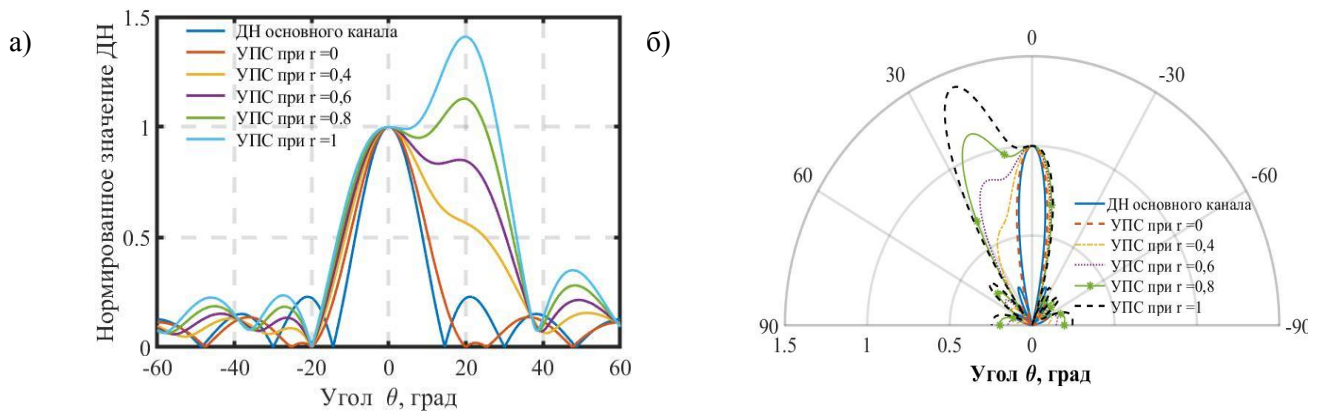 а)
Нормированное значение ДН
1.5
1
0.5
0
ДН основного канала
УПС при r =0
УПС при r =0,4
УПС при r =0,6
УПС при r =0.8
УПС при r =1
-60
-40
-20
0
20
40
60
Угол θ, град
б)
0
30
-30
60
-60
90
-90
ДН основного канала
УПС при r =0
УПС при r =0,4
УПС при r =0,6
УПС при r =0,8
УПС при r =1
1.5
1
0.5
0
Угол θ, град